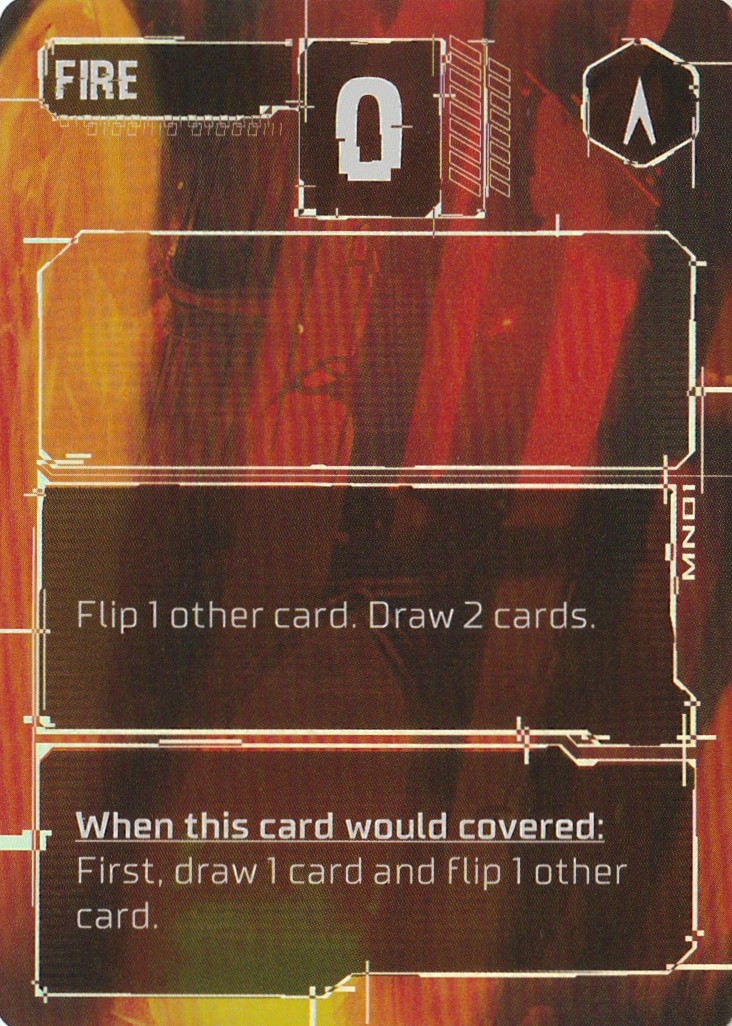 FIRE
0
MN01
Flip 1 other card. Draw 2 cards.
When this card would covered:
First, draw 1 card and flip 1 other
card.